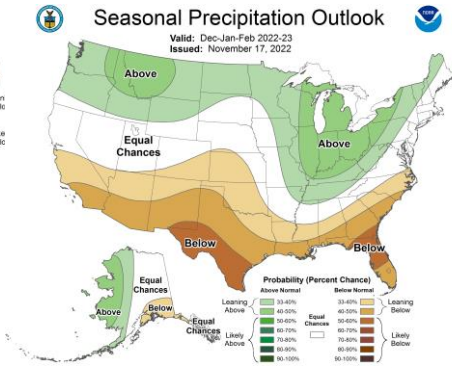 Seasonal Precipitation Outlook
Valid: Dec-Jan-Feb 2022-23
Issued: November 17, 2022
Above
Equal
Chances
Above
Below
Below
Equal
Chances
Above
Below
Equal
Chances
Probability (Percent Chance)
Above Normal
Below Normal
Leaning
Above
Likely
Above
33-40%
40-50%
50-60%
60-70%
70-80%
80-90%
90-100%
Equal
Chances
33-40%
40-50%
50-60%
60-70%
70-80%
80-90%
90-100%
Leaning
Below
Likely
Below